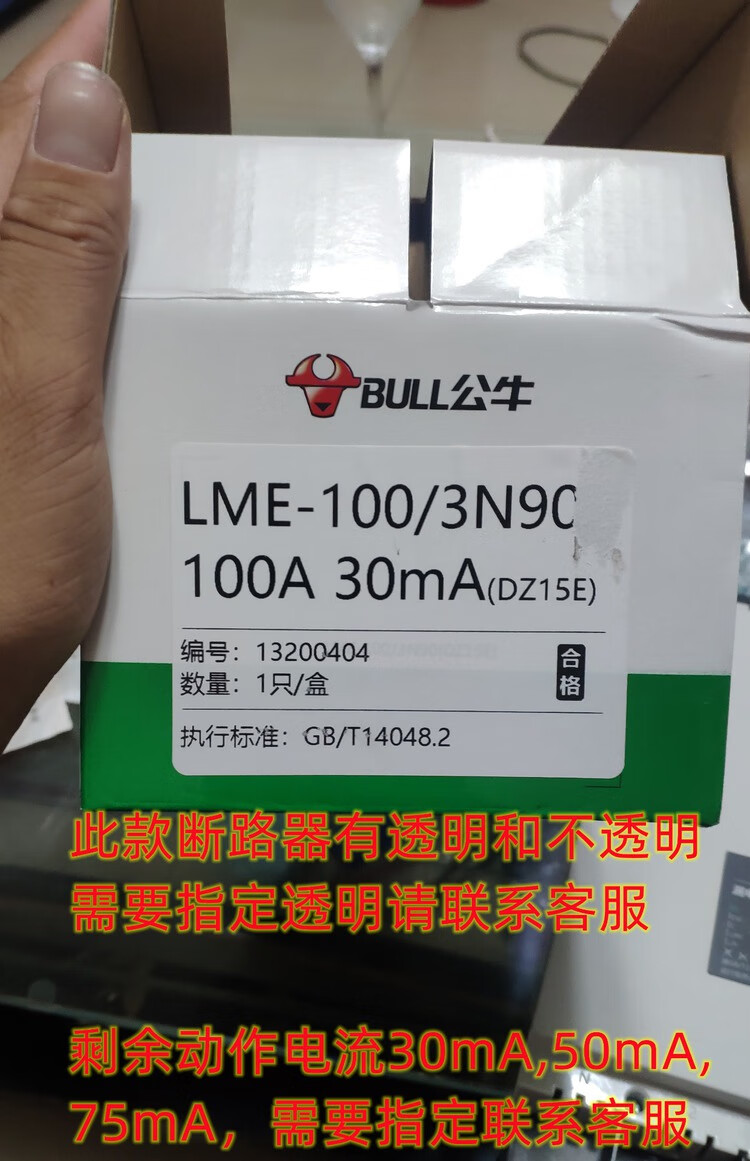 BULL公牛
LME-100/3N90
100A 30mA(DZ15E)
编号：13200404
合格
数量：1只/盒
执行标准：GB/T14048.2
此款断路器有透明和不透明
需要指定透明请联系客服
剩余动作电流30mA,50mA,
75mA，需要指定联系客服
N